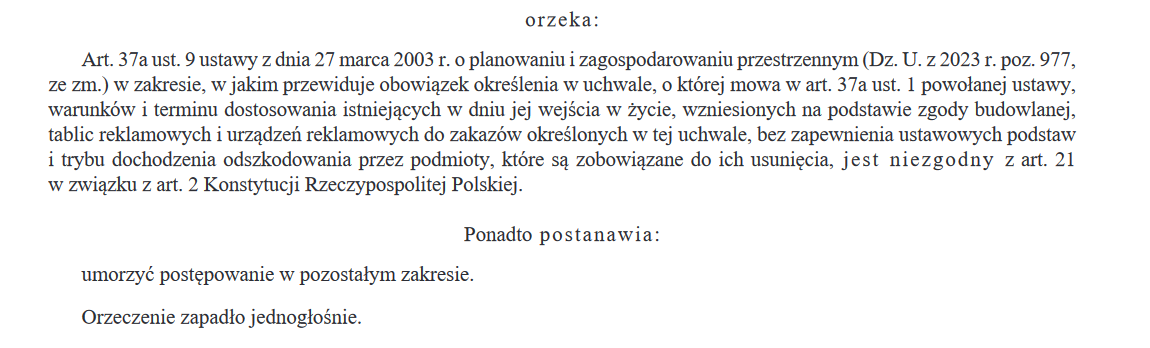 orzeka:
Art. 37a ust. 9 ustawy z dnia 27 marca 2003 r. o planowaniu i zagospodarowaniu przestrzennym (Dz. U. z 2023 r. poz. 977,
ze zm.) w zakresie, w jakim przewiduje obowiązek określenia w uchwale, o której mowa w art. 37a ust. 1 powołanej ustawy,
warunków i terminu dostosowania istniejących w dniu jej wejścia w życie, wzniesionych na podstawie zgody budowlanej,
tablic reklamowych i urządzeń reklamowych do zakazów określonych w tej uchwale, bez zapewnienia ustawowych podstaw
i trybu dochodzenia odszkodowania przez podmioty, które są zobowiązane do ich usunięcia, jest niezgodny z art. 21
w związku z art. 2 Konstytucji Rzeczypospolitej Polskiej.
Ponadto postanawia:
umorzyć postępowanie w pozostałym zakresie.
Orzeczenie zapadło jednogłośnie.